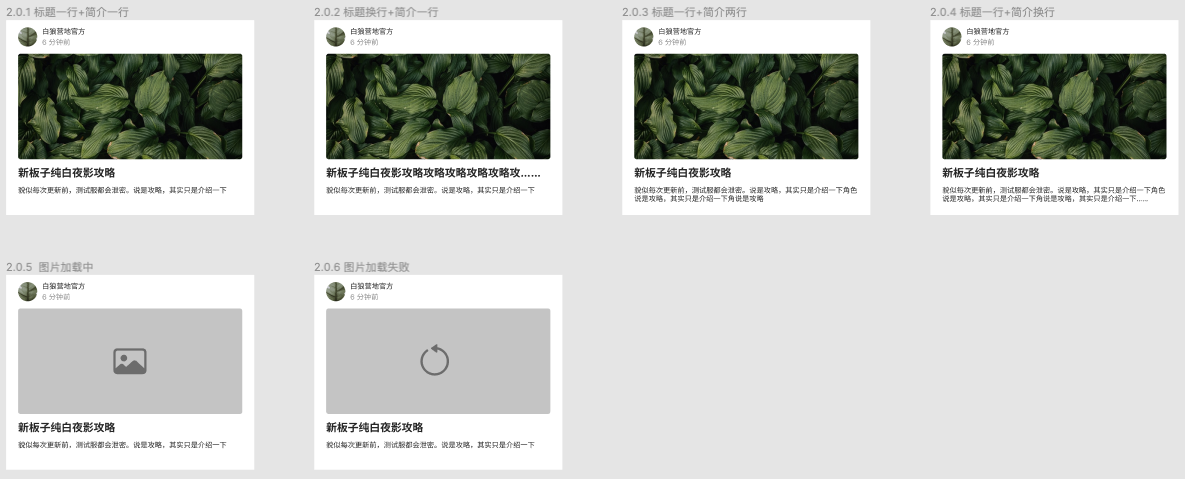 2.0.1 标题一行+简介一行
白狼营地官方
6 分钟前
新板子纯白夜影攻略
貌似每次更新前，测试服都会泄密。说是攻略，其实只是介绍一下
2.0.2 标题换行+简介一行
白狼营地官方
6 分钟前
新板子纯白夜影攻略攻略攻略攻略攻略攻……
貌似每次更新前，测试服都会泄密。说是攻略，其实只是介绍一下
2.0.3 标题一行+简介两行
白狼营地官方
6 分钟前
新板子纯白夜影攻略
貌似每次更新前，测试服都会泄密。说是攻略，其实只是介绍一下角色
说是攻略，其实只是介绍一下角说是攻略
2.0.4 标题一行+简介换行
白狼营地官方
6 分钟前
新板子纯白夜影攻略
貌似每次更新前，测试服都会泄密。说是攻略，其实只是介绍一下角色
说是攻略，其实只是介绍一下角说是攻略，其实只是介绍一下……
2.0.5 图片加载中
白狼营地官方
6 分钟前
新板子纯白夜影攻略
貌似每次更新前，测试服都会泄密。说是攻略，其实只是介绍一下
2.0.6 图片加载失败
白狼营地官方
6 分钟前
新板子纯白夜影攻略
貌似每次更新前，测试服都会泄密。说是攻略，其实只是介绍一下